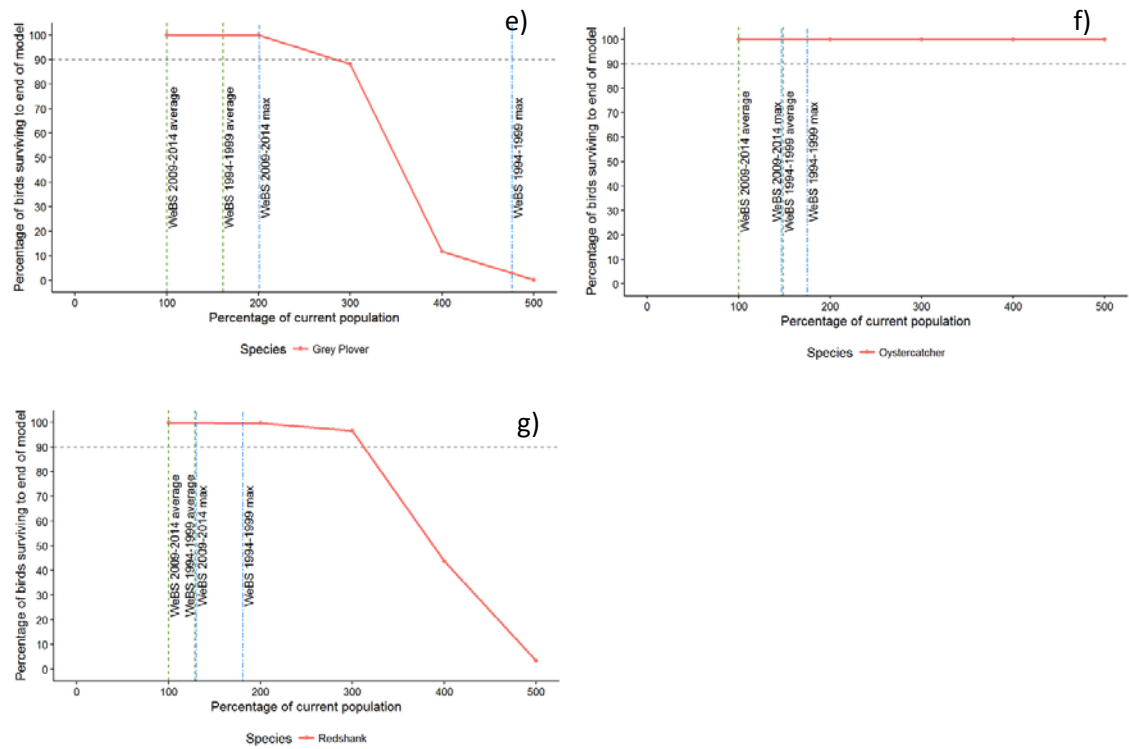 e)
Percentage of birds surviving to end of model
100
90
80
70
60
50
40
30
20
10
0
WeBS 2009-2014 average
WeBS 1994-1999 average
WeBS 2009-2014 max
WeBS 1994-1999 max
0
100
200
300
400
500
Percentage of current population
Species Grey Plover
f)
Percentage of birds surviving to end of model
100
90
80
70
60
50
40
30
20
10
0
WeBS 2009-2014 average
WeBS 2009-2014 max
WeBS 1994-1999 average
WeBS 1994-1999 max
0
100
200
300
400
500
Percentage of current population
Species Oystercatcher
g)
Percentage of birds surviving to end of model
100
90
80
70
60
50
40
30
20
10
0
WeBS 2009-2014 average
WeBS 1994-1999 average
WeBS 2009-2014 max
WeBS 1994-1999 max
0
100
200
300
400
500
Percentage of current population
Species Redshank